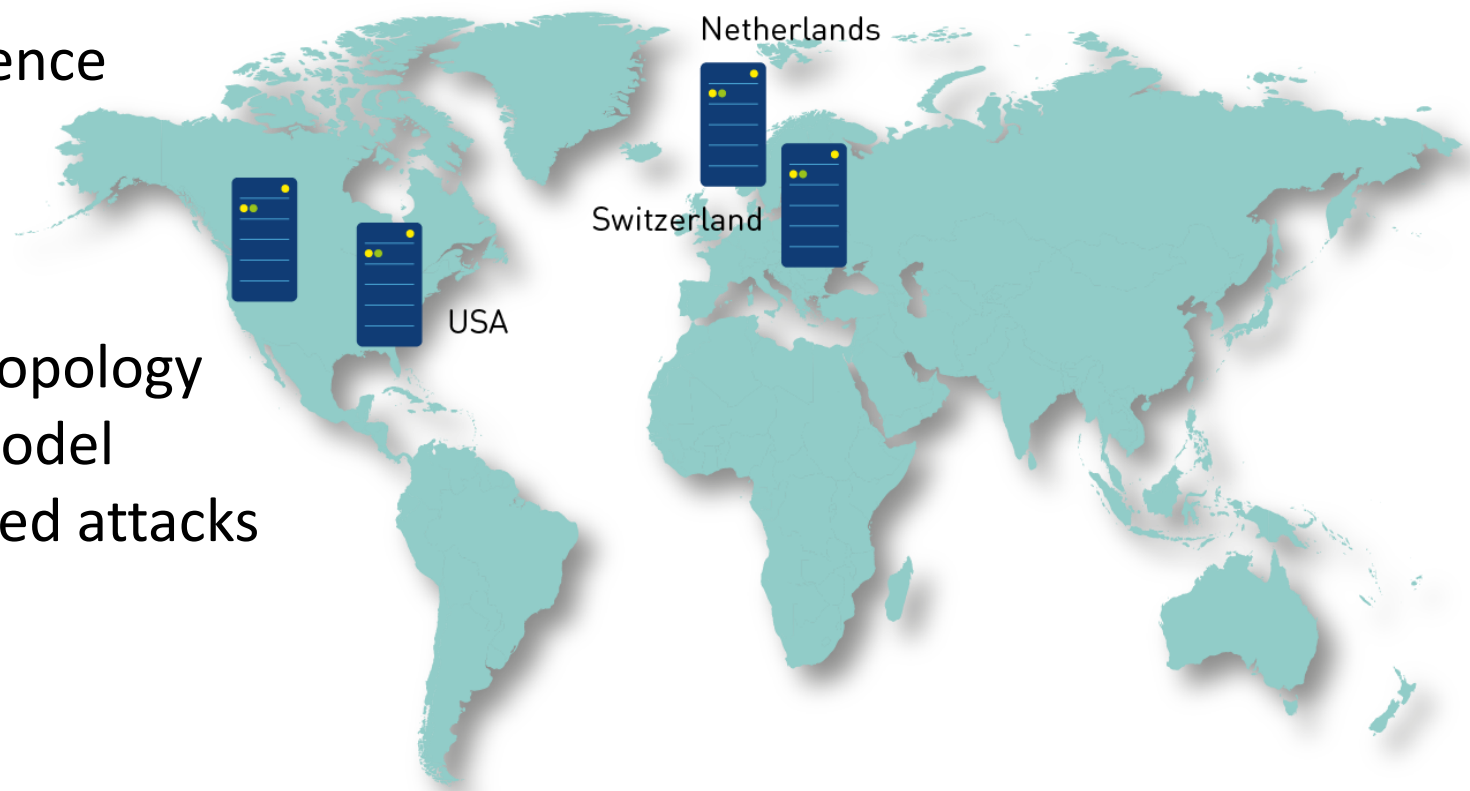 ence
opology
odel
ed attacks
Netherlands
Switzerland
USA